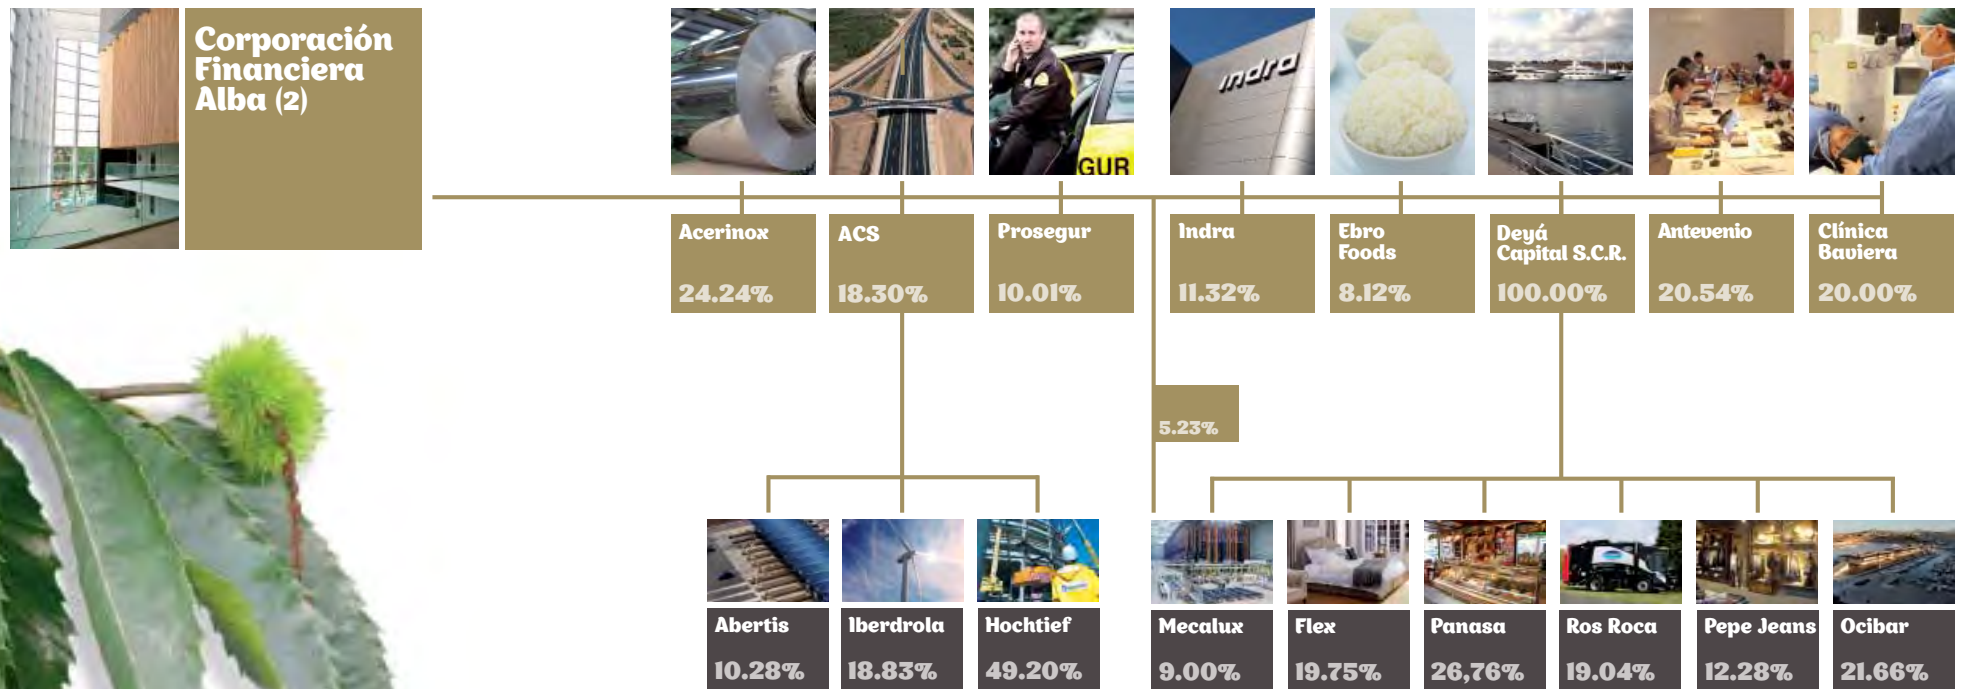 Corporación
Financiera
Alba (2)
GUR
indra
Acerinox
24.24%
ACS
18.30%
Prosegur
10.01%
Indra
11.32%
Ebro
Foods
8.12%
Deyá
Capital S.C.R.
100.00%
Antevenio
20.54%
Clínica
Baviera
20.00%
5.23%
Abertis
10.28%
Iberdrola
18.83%
Hochtief
49.20%
Mecalux
9.00%
Flex
19.75%
Panasa
26,76%
Ros Roca
19.04%
Pepe Jeans
12.28%
Ocibar
21.66%